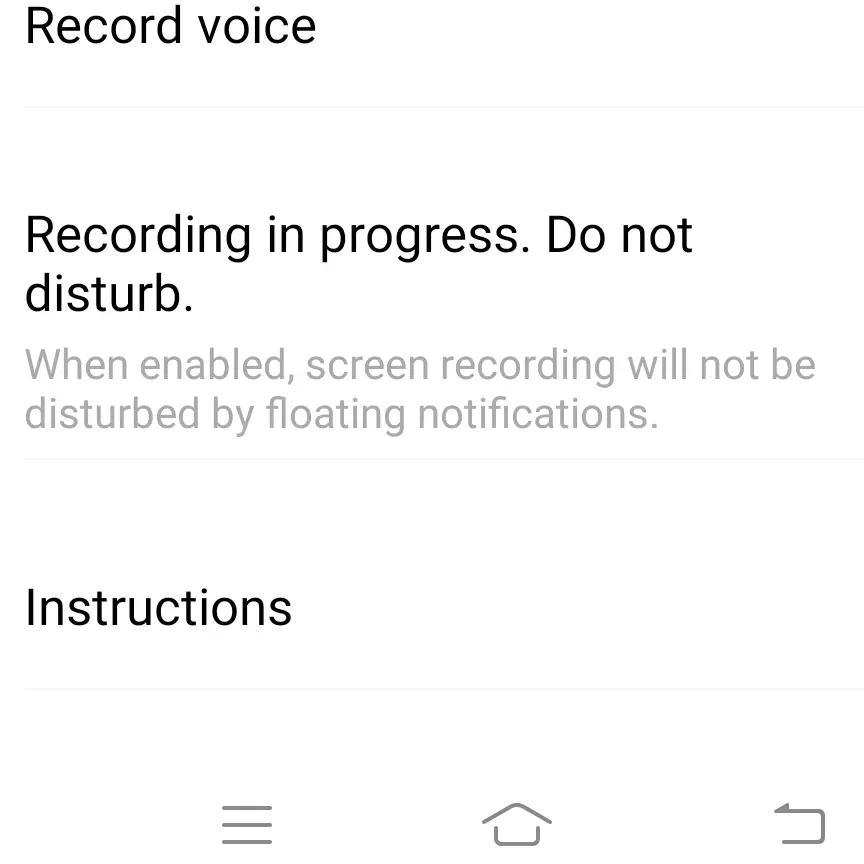 Record voice
Recording in progress. Do not
disturb.
When enabled, screen recording will not be
disturbed by floating notifications.
Instructions